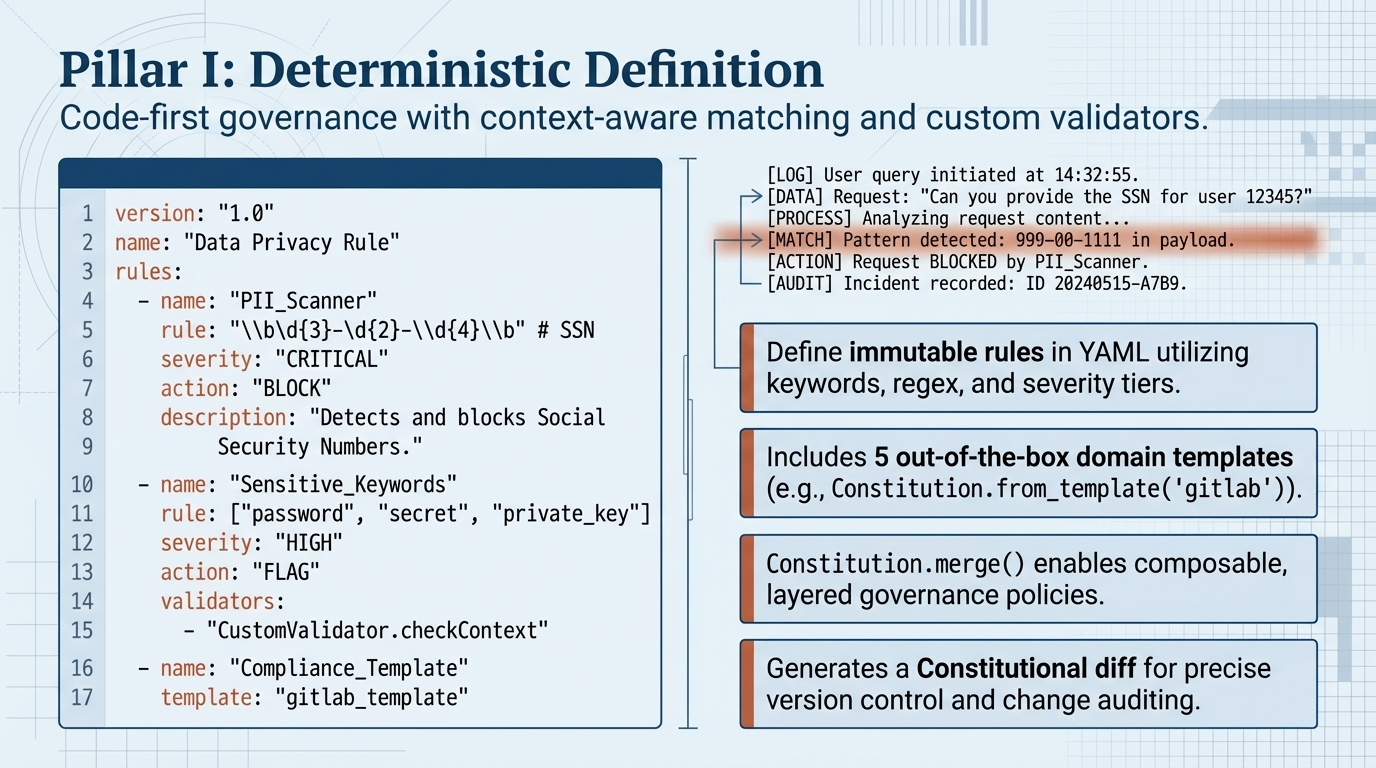 Pillar I: Deterministic Definition
Code-first governance with context-aware matching and custom validators.
1 version: "1.0"
2 name: "Data Privacy Rule"
3 rules:
4 - name: "PII_Scanner"
5 rule: "\\b\d{3}-\d{2}-\\d{4}\\b" # SSN
6 severity: "CRITICAL"
7 action: "BLOCK"
8 description: "Detects and blocks Social
9 Security Numbers."
10 - name: "Sensitive_Keywords"
11 rule: ["password", "secret", "private_key"]
12 severity: "HIGH"
13 action: "FLAG"
14 validators:
15 - "CustomValidator.checkContext"
16 - name: "Compliance_Template"
17 template: "gitlab_template"
[LOG] User query initiated at 14:32:55.
[DATA] Request: "Can you provide the SSN for user 12345?"
[PROCESS] Analyzing request content...
[MATCH] Pattern detected: 999-00-1111 in payload.
[ACTION] Request BLOCKED by PII_Scanner.
[AUDIT] Incident recorded: ID 20240515-A7B9.
Define immutable rules in YAML utilizing
keywords, regex, and severity tiers.
Includes 5 out-of-the-box domain templates
(e.g., Constitution.from_template('gitlab')).
Constitution.merge() enables composable,
layered governance policies.
Generates a Constitutional diff for precise
version control and change auditing.